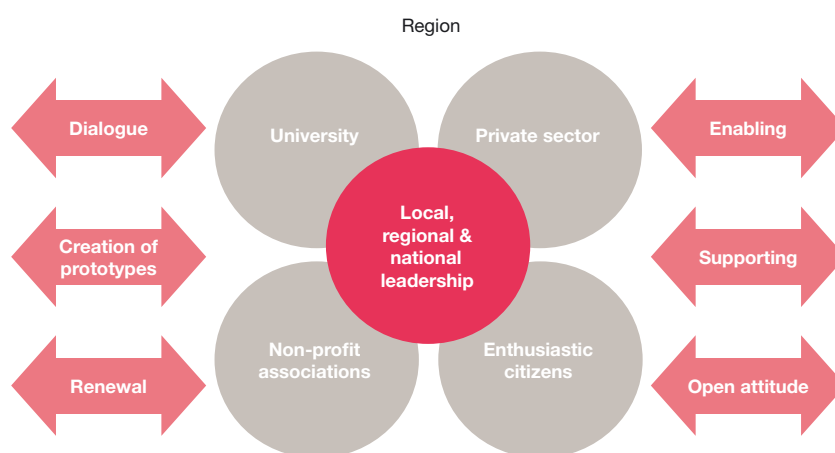 Region
Dialogue
University
Private sector
Enabling
Local,
regional &
national
leadership
Creation of
prototypes
Supporting
Non-profit
associations
Enthusiastic
citizens
Renewal
Open attitude